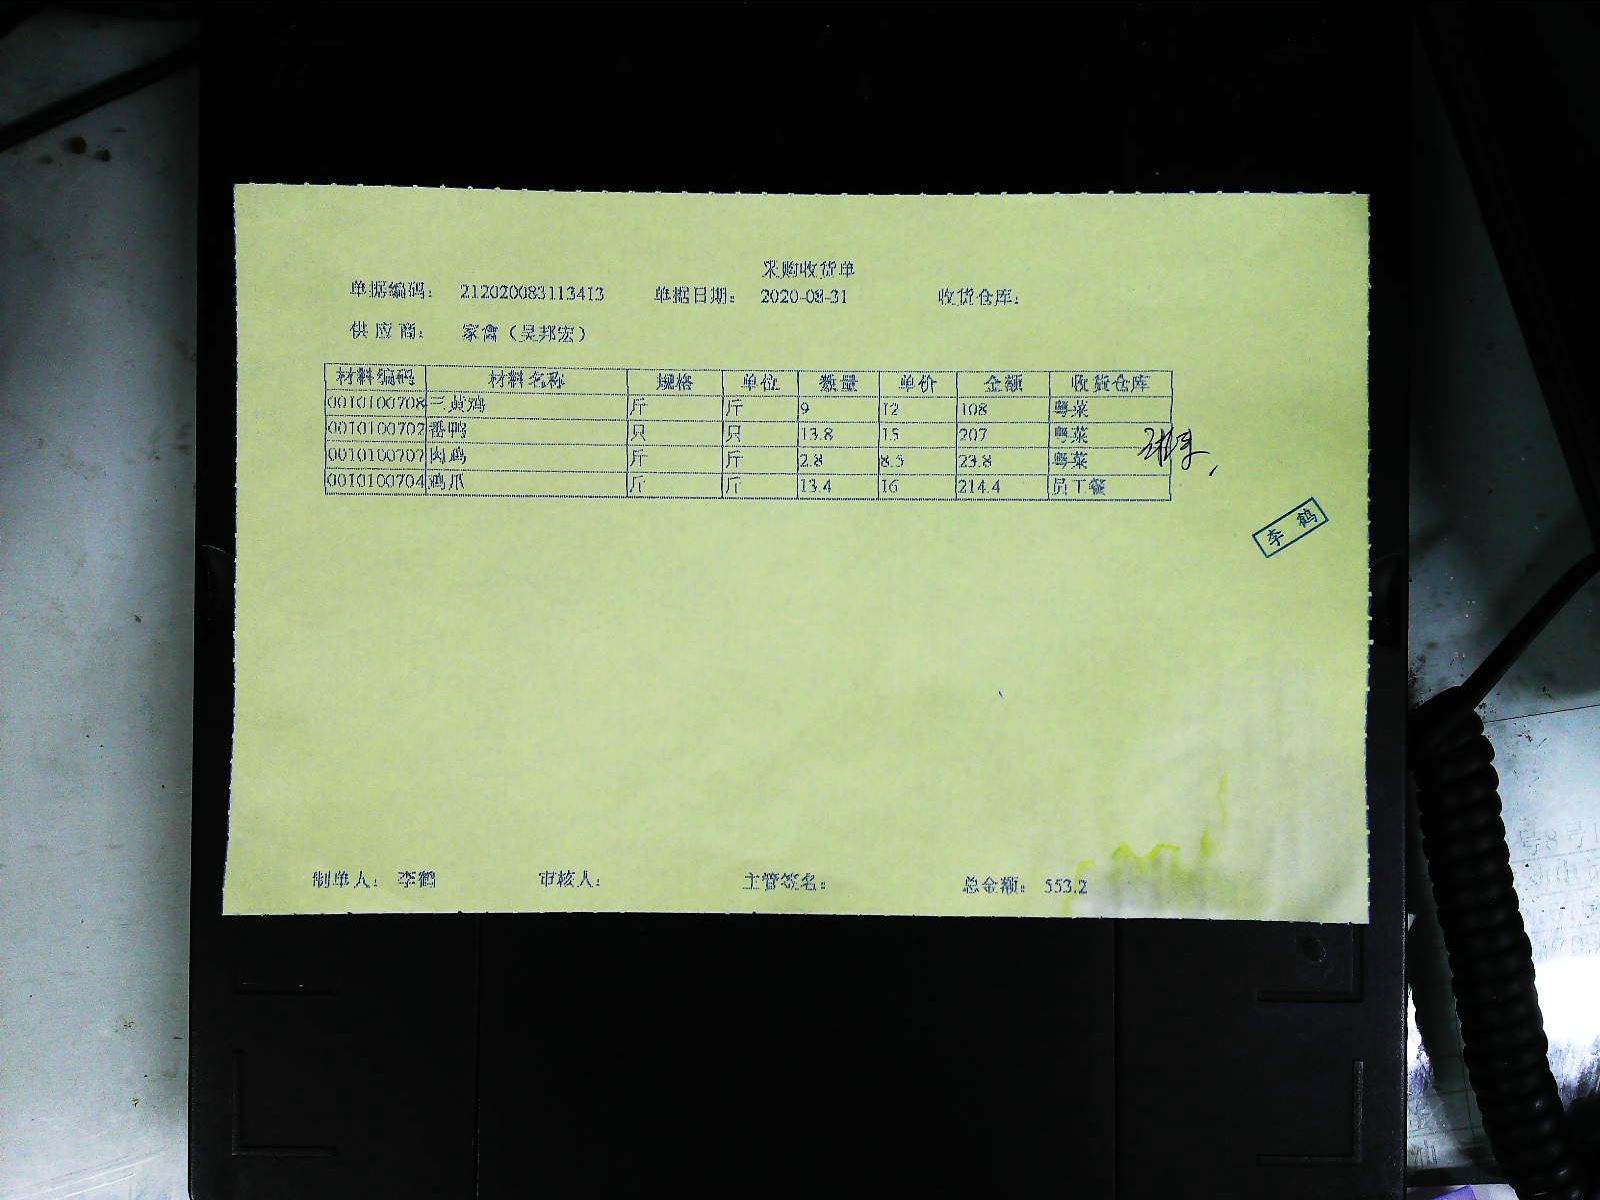 采购收货单
单据编码: 212020083113413 单据日期: 2020-08-31 收货仓库:
供应商: 家禽（吴邦宏）
材料编码 材料名称 规格 单位 数量 单价 金额 收货仓库
0010100708 三黄鸡 斤 斤 9 12 108 粤菜
0010100702 番鸭 只 只 13.8 15 207 粤菜
0010100707 肉鸡 斤 斤 2.8 8.5 23.8 粤菜
0010100704 鸡爪 斤 斤 13.4 16 214.4 员工餐
李鹤
制单人: 李鹤 审核人: 主管签名: 总金额: 553.2